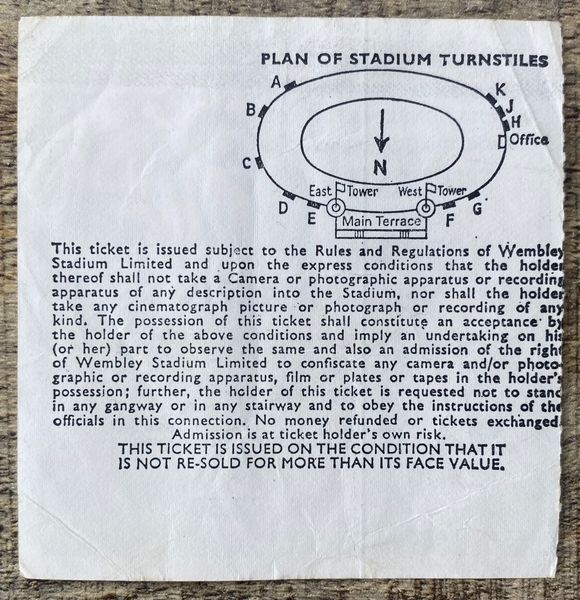 PLAN OF STADIUM TURNSTILES
A
K
B
J
H
Office
C
N
East Tower
West Tower
D
E
Main Terrace
F
G
This ticket is issued subject to the Rules and Regulations of Wembley
Stadium Limited and upon the express conditions that the holder
thereof shall not take a Camera or photographic apparatus or recording
apparatus of any description into the Stadium, nor shall the holder
take any cinematograph picture or photograph or recording of any
kind. The possession of this ticket shall constitute an acceptance by
the holder of the above conditions and imply an undertaking on his
(or her) part to observe the same and also an admission of the right
of Wembley Stadium Limited to confiscate any camera and/or photo-
graphic or recording apparatus, film or plates or tapes in the holder's
possession; further, the holder of this ticket is requested not to stand
in any gangway or in any stairway and to obey the instructions of the
officials in this connection. No money refunded or tickets exchanged.
Admission is at ticket holder's own risk.
THIS TICKET IS ISSUED ON THE CONDITION THAT IT
IS NOT RE-SOLD FOR MORE THAN ITS FACE VALUE.